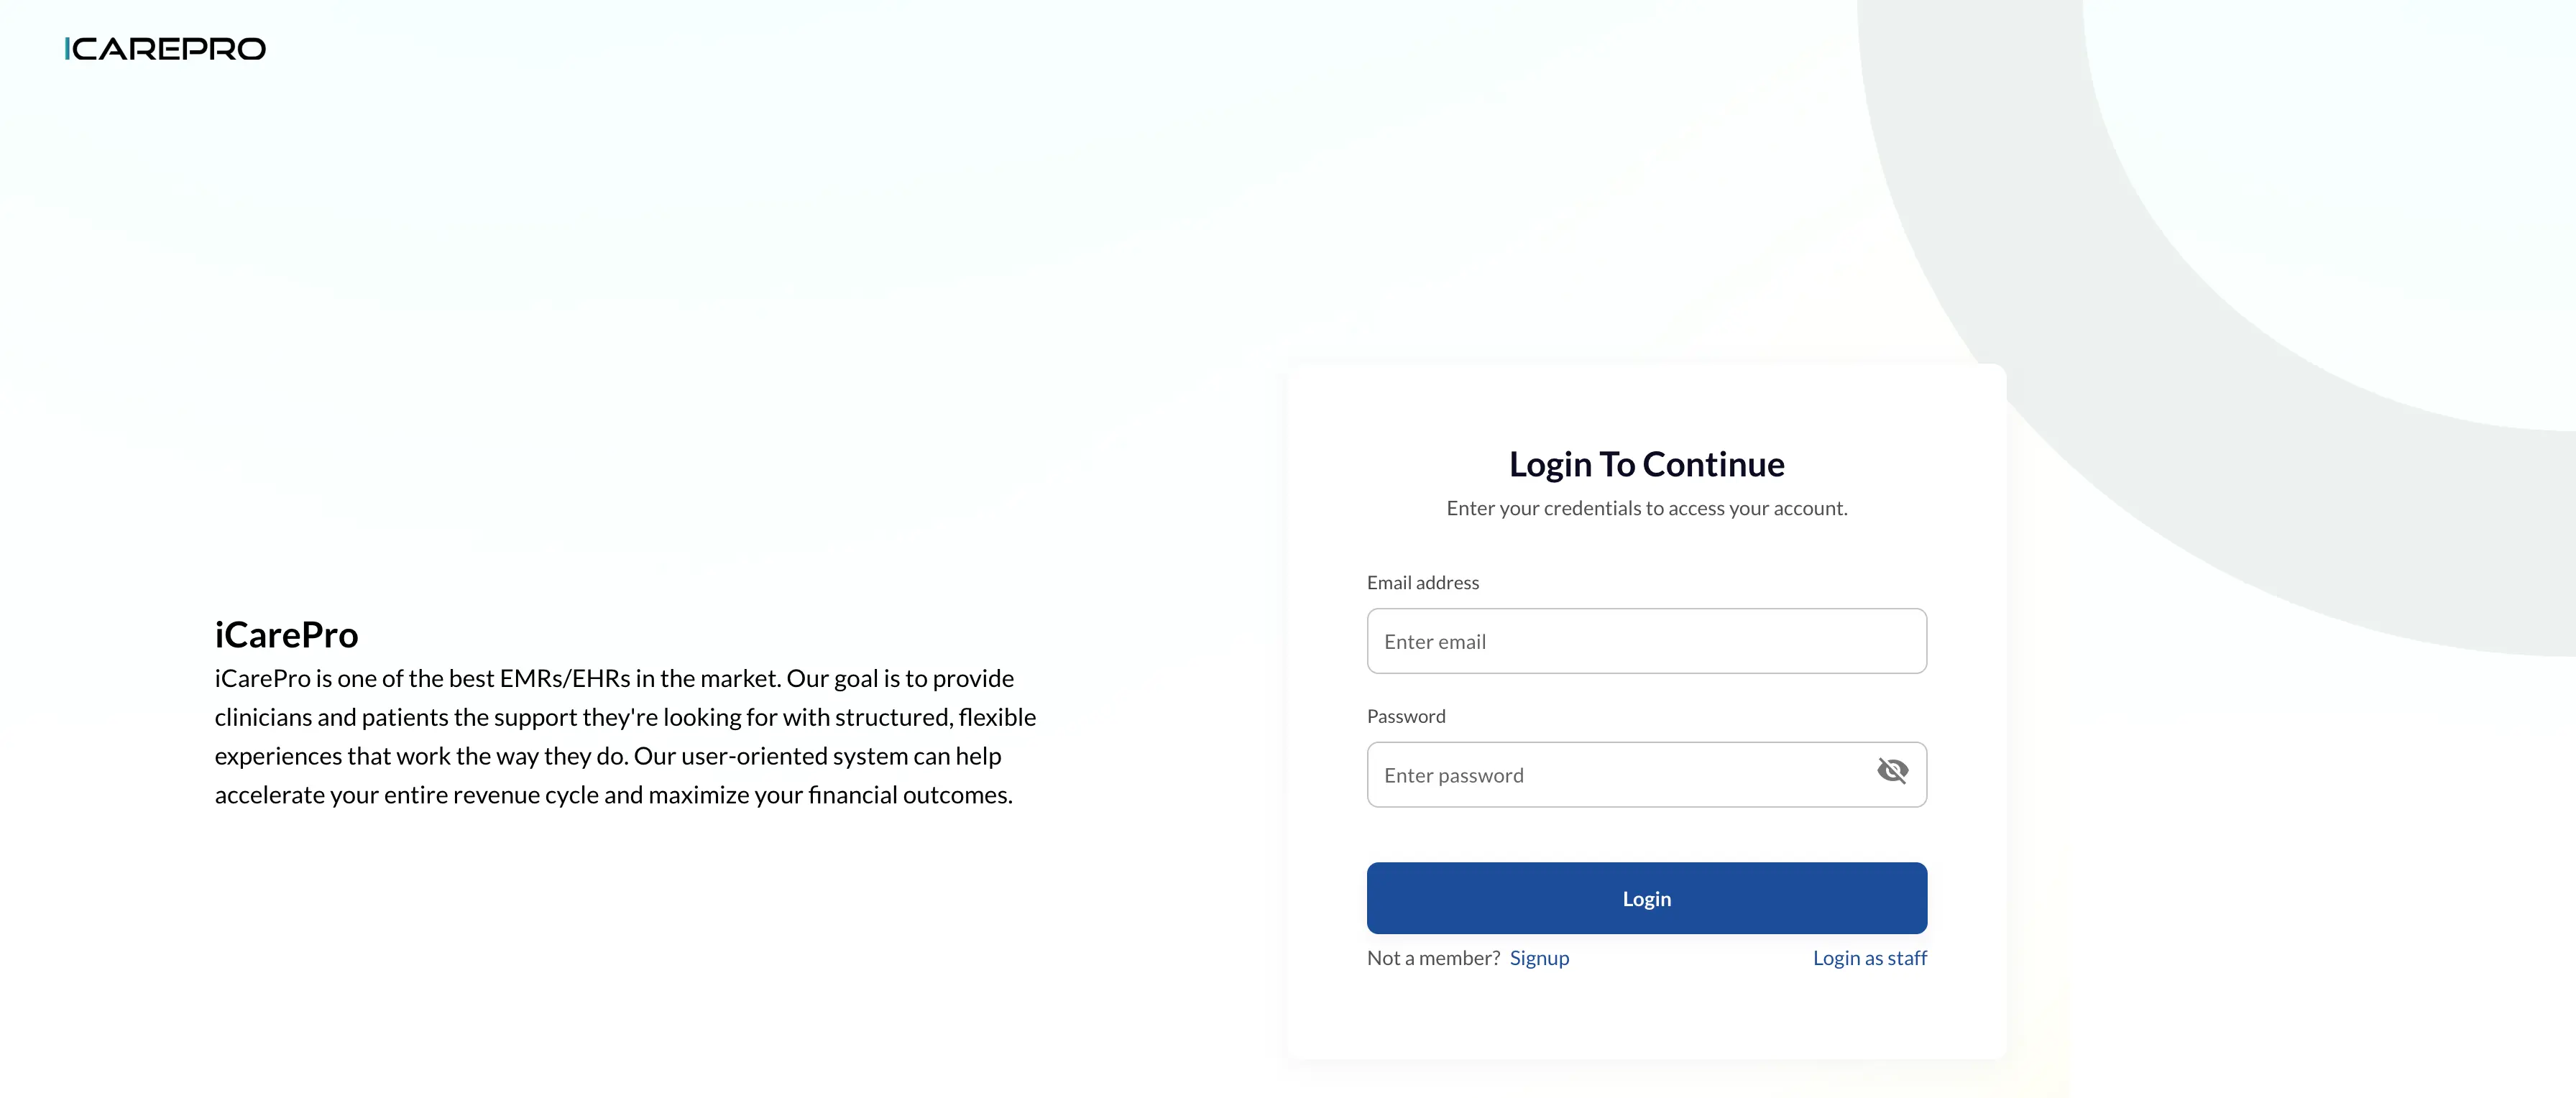 ICAREPRO
Login To Continue
Enter your credentials to access your account.
Email address
Enter email
Password
Enter password
Login
Not a member? Signup
Login as staff
iCarePro
iCarePro is one of the best EMRs/EHRs in the market. Our goal is to provide
clinicians and patients the support they're looking for with structured, flexible
experiences that work the way they do. Our user-oriented system can help
accelerate your entire revenue cycle and maximize your financial outcomes.